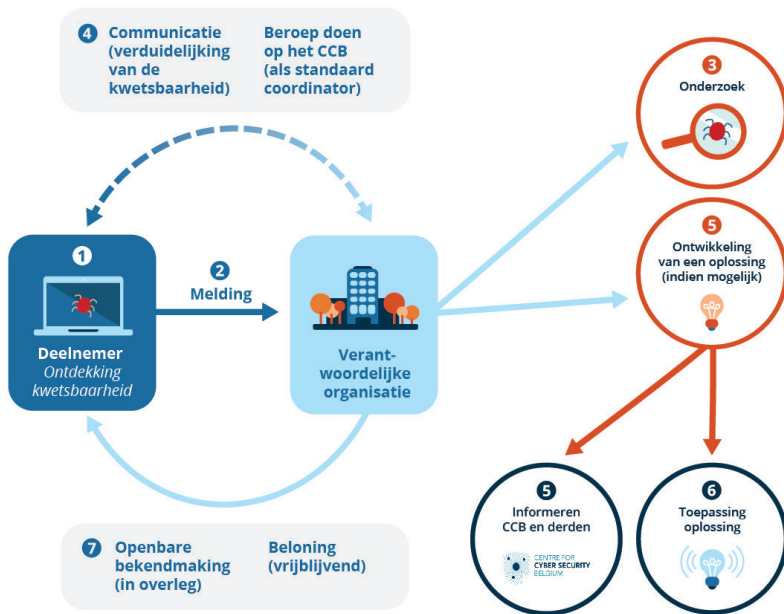 4 Communicatie
(verduidelijking
van de
kwetsbaarheid)
Beroep doen
op het CCB
(als standaard
coordinator)
3
Onderzoek
1
Deelnemer
Ontdekking
kwetsbaarheid
2
Melding
Verant-
woordelijke
organisatie
5
Ontwikkeling
van een oplossing
(indien mogelijk)
5
Informeren
CCB en derden
CENTRE FOR
CYBER SECURITY
BELGIUM
6
Toepassing
oplossing
7 Openbare
bekendmaking
(in overleg)
Beloning
(vrijblijvend)